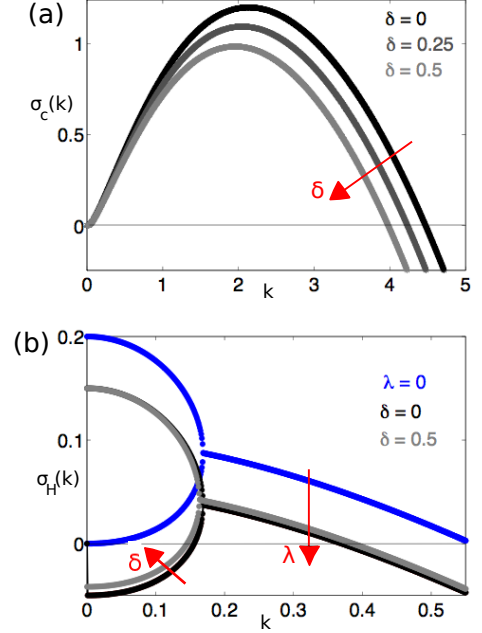 (a)
δ = 0
δ = 0.25
δ = 0.5
1
0.5
0
σc(k)
δ
0 1 2 3 4 5
k
(b)
λ = 0
δ = 0
δ = 0.5
0.2
0.1
0
σH(k)
δ
λ
0 0.1 0.2 0.3 0.4 0.5
k